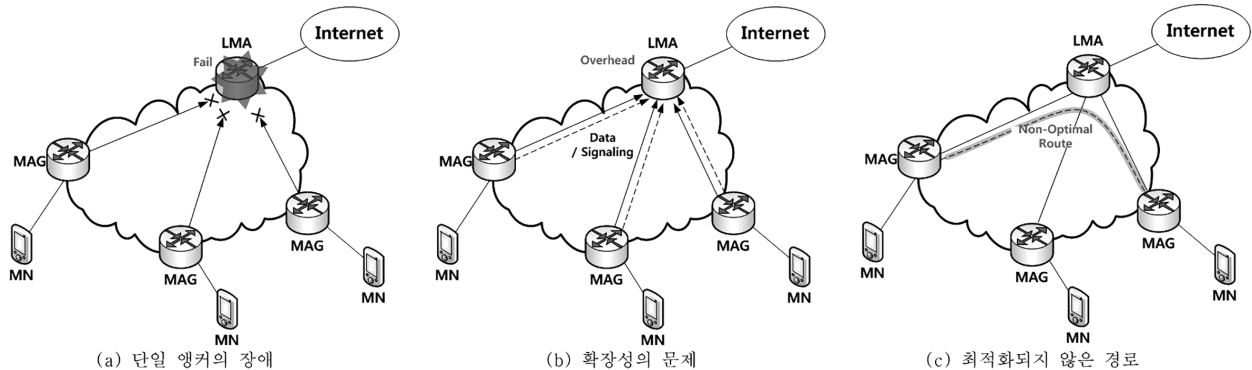 Internet
LMA
Fail
MAG
MAG
MAG
MN
MN
MN
(a) 단일 앵커의 장애
Internet
LMA
Overhead
Data
/ Signaling
MAG
MAG
MAG
MN
MN
MN
(b) 확장성의 문제
Internet
LMA
Non-Optimal
Route
MAG
MAG
MAG
MN
MN
MN
(c) 최적화되지 않은 경로